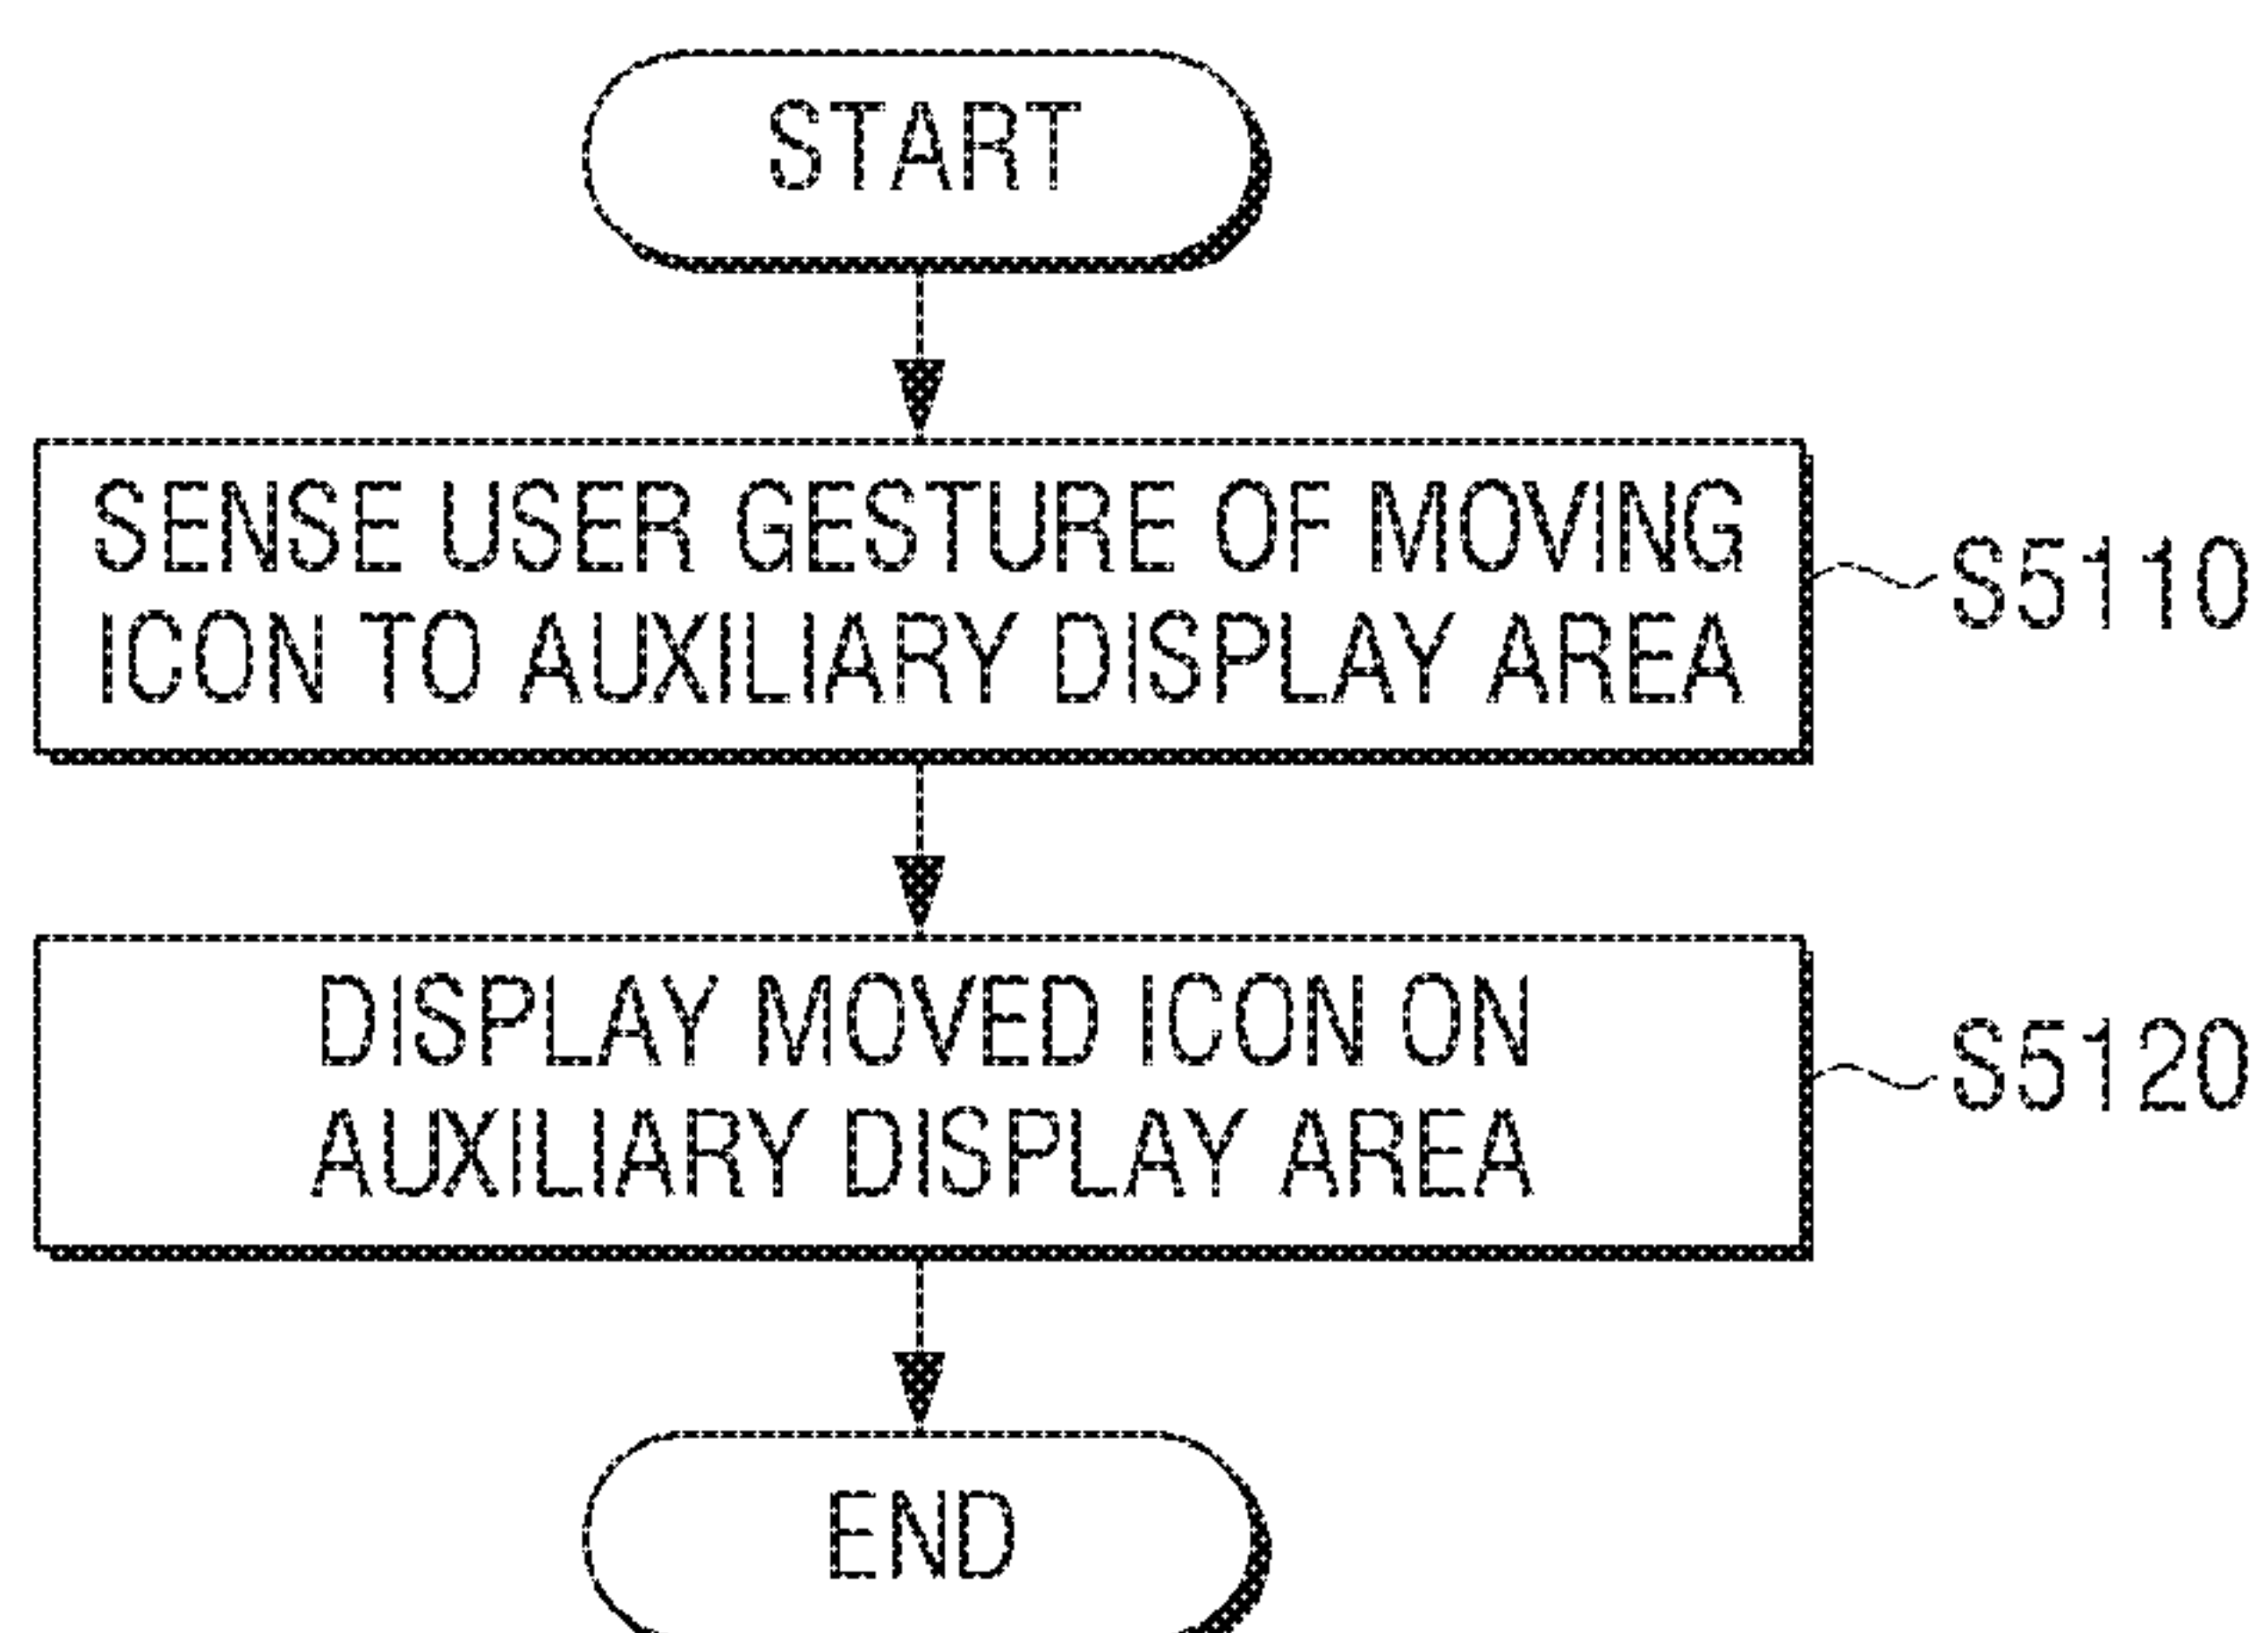 START
SENSE USER GESTURE OF MOVING
ICON TO AUXILIARY DISPLAY AREA
S5110
DISPLAY MOVED ICON ON
AUXILIARY DISPLAY AREA
S5120
END